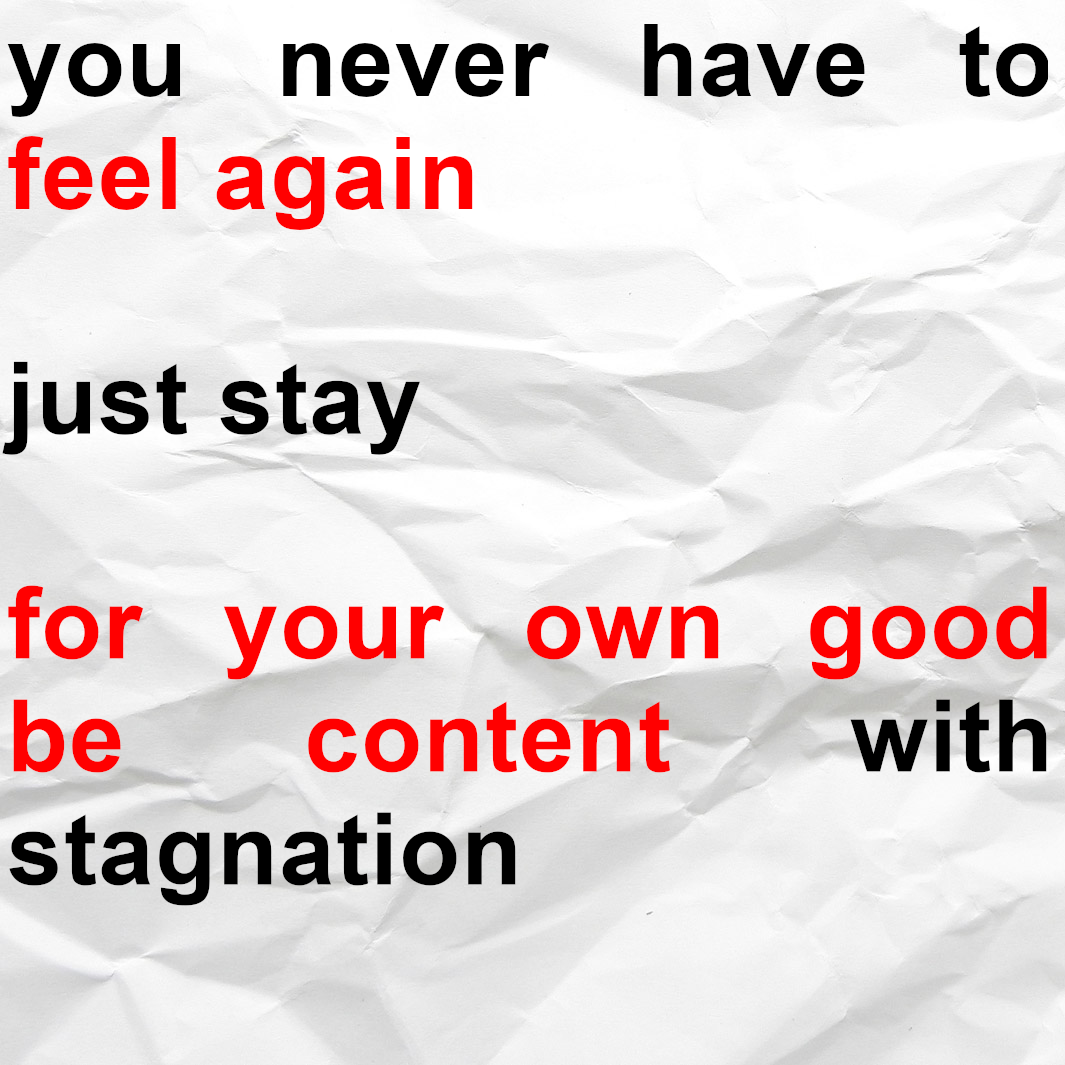 you never have to
feel again
just stay
for your own good
be content with
stagnation